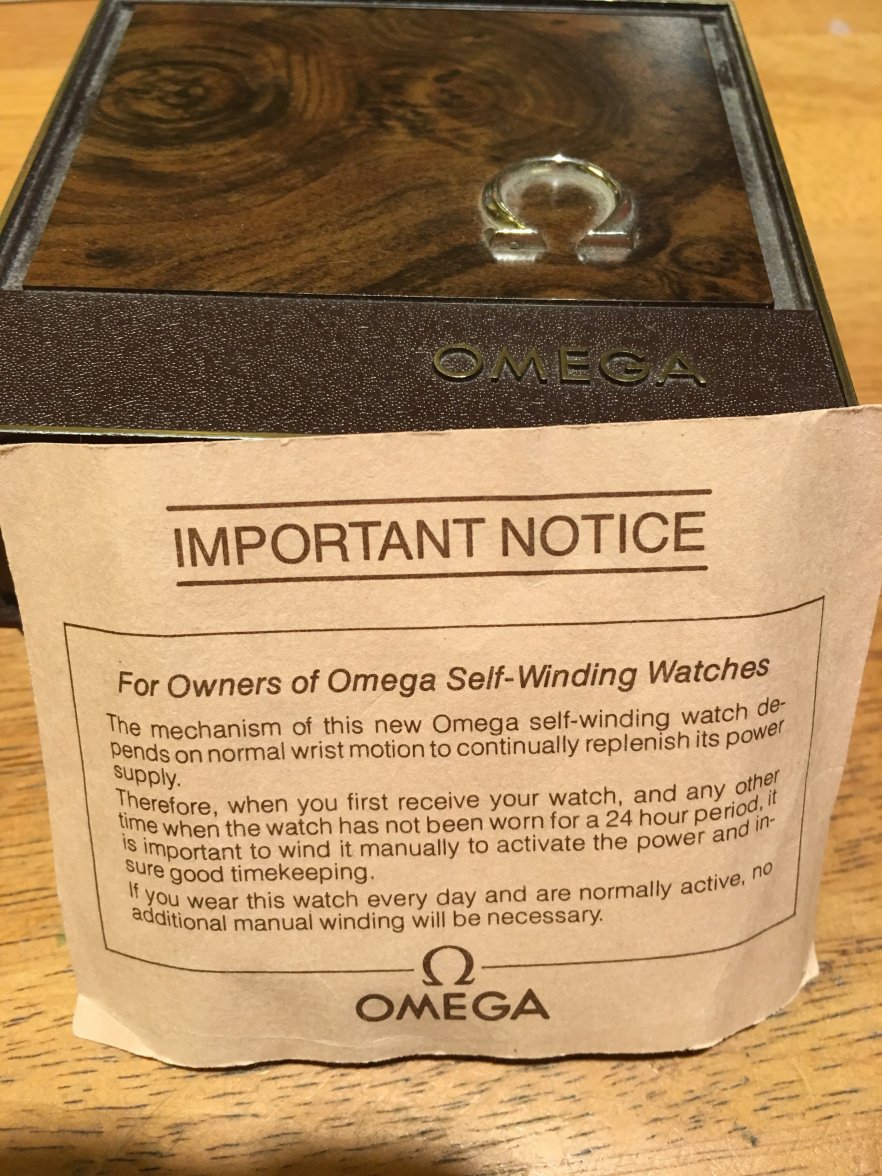 OMEGA
IMPORTANT NOTICE
For Owners of Omega Self-Winding Watches
The mechanism of this new Omega self-winding watch de-
pends on normal wrist motion to continually replenish its power
supply.
Therefore, when you first receive your watch, and any other
time when the watch has not been worn for a 24 hour period, it
is important to wind it manually to activate the power and in-
sure good timekeeping.
If you wear this watch every day and are normally active, no
additional manual winding will be necessary.
Ω
OMEGA